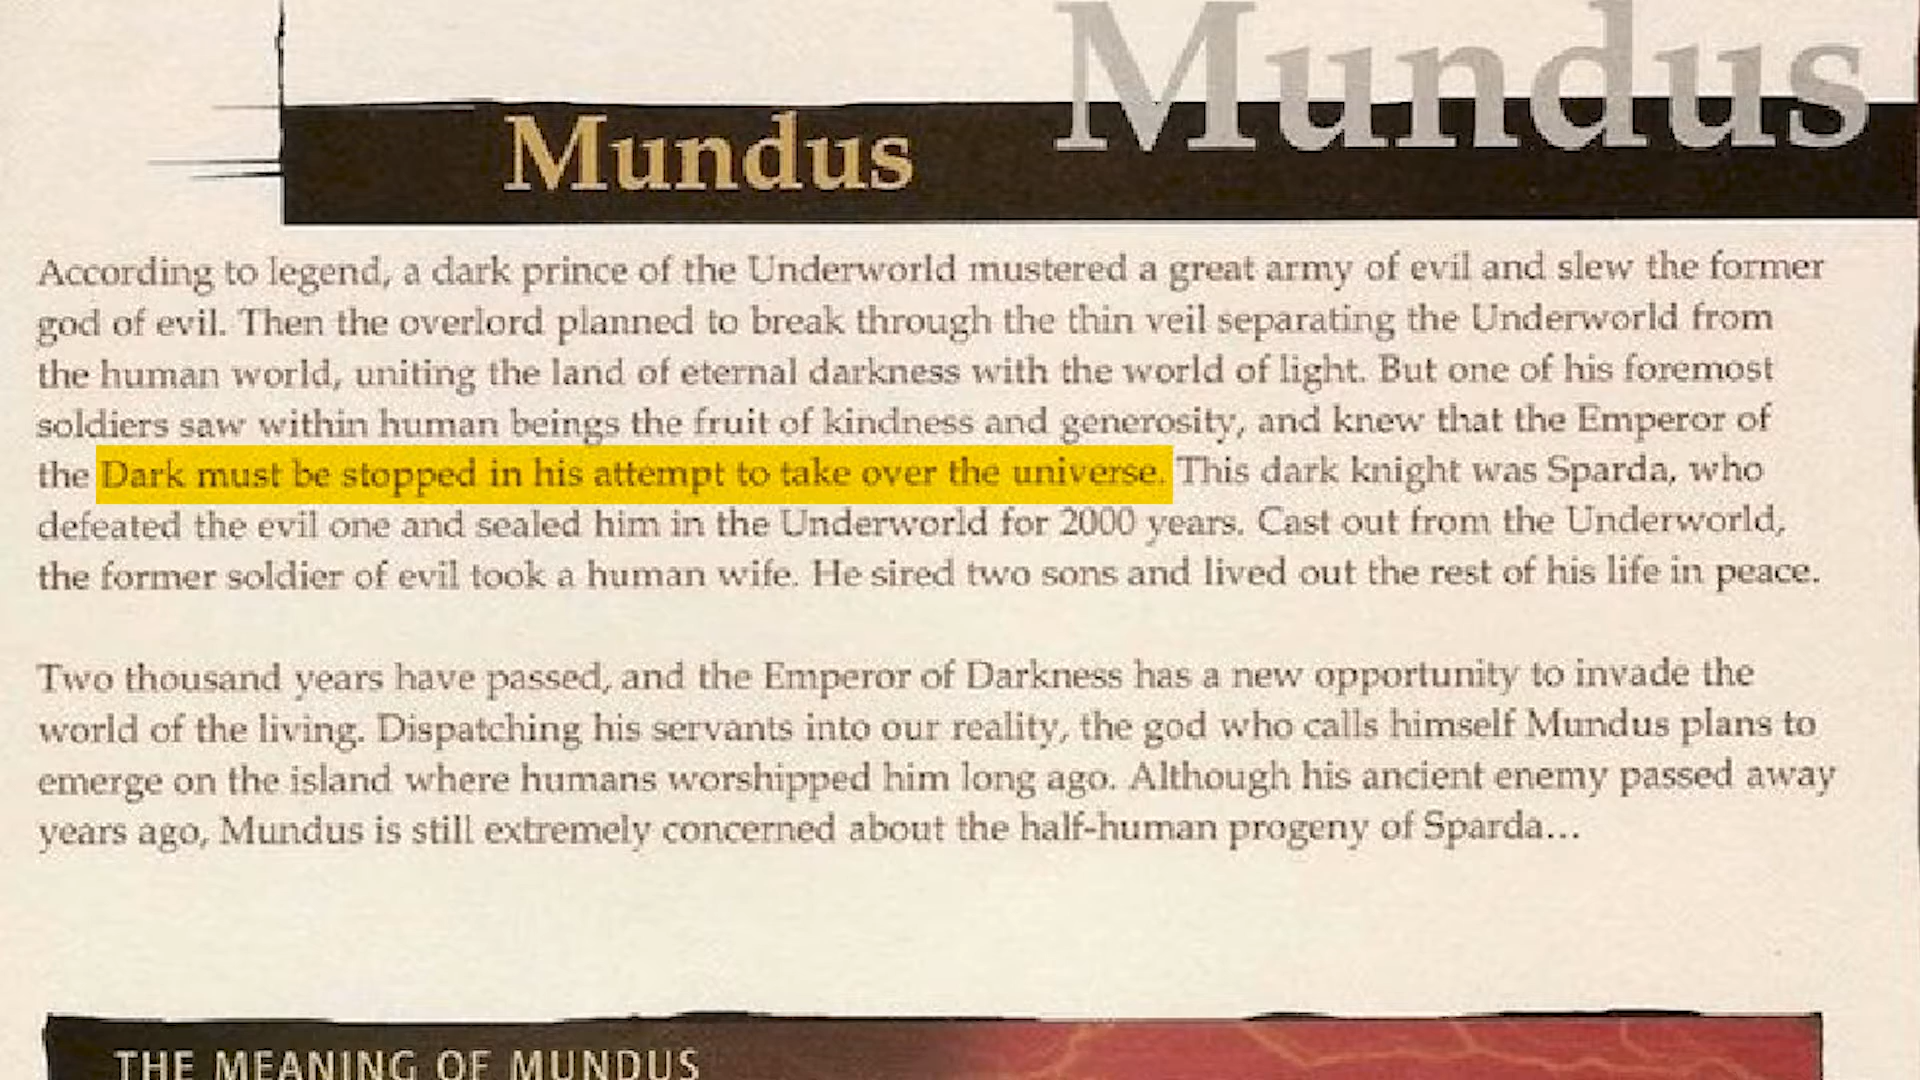 Mundus
Mundus
According to legend, a dark prince of the Underworld mustered a great army of evil and slew the former
god of evil. Then the overlord planned to break through the thin veil separating the Underworld from
the human world, uniting the land of eternal darkness with the world of light. But one of his foremost
soldiers saw within human beings the fruit of kindness and generosity, and knew that the Emperor of
the Dark must be stopped in his attempt to take over the universe. This dark knight was Sparda, who
defeated the evil one and sealed him in the Underworld for 2000 years. Cast out from the Underworld,
the former soldier of evil took a human wife. He sired two sons and lived out the rest of his life in peace.
Two thousand years have passed, and the Emperor of Darkness has a new opportunity to invade the
world of the living. Dispatching his servants into our reality, the god who calls himself Mundus plans to
emerge on the island where humans worshipped him long ago. Although his ancient enemy passed away
years ago, Mundus is still extremely concerned about the half-human progeny of Sparda...
THE MEANING OF MUNDUS